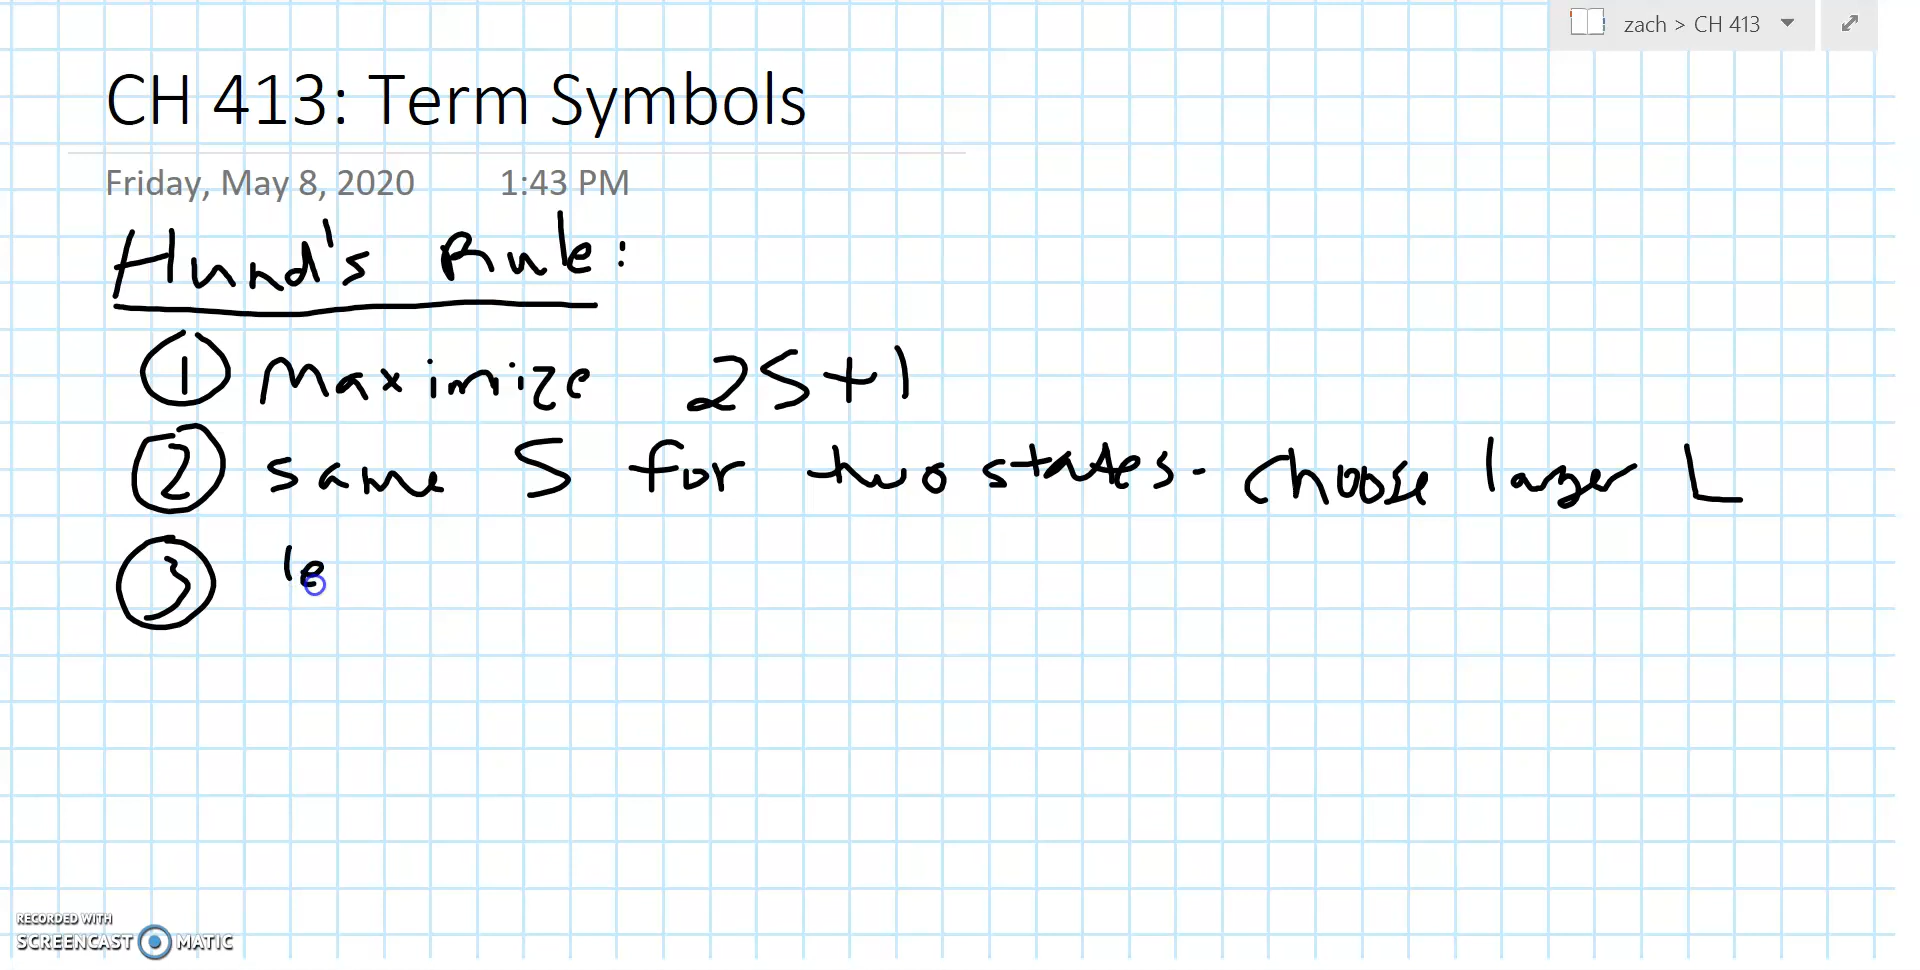 zach > CH 413
CH 413: Term Symbols
Friday, May 8, 2020 1:43 PM
Hund's Rule:
① Maximize 2S+1
② same S for two states. choose larger L
③ le
RECORDED WITH
SCREENCAST MATIC